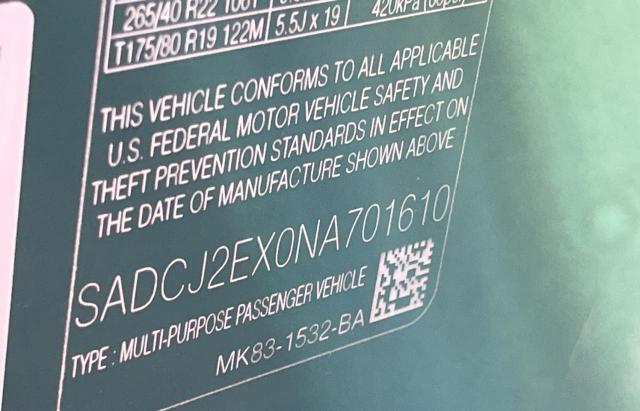 265/40 R22
T175/80 R19 122M 5.5J x 19 420kPa
THIS VEHICLE CONFORMS TO ALL APPLICABLE
U.S. FEDERAL MOTOR VEHICLE SAFETY AND
THEFT PREVENTION STANDARDS IN EFFECT ON
THE DATE OF MANUFACTURE SHOWN ABOVE
SADCJ2EX0NA701610
TYPE : MULTI-PURPOSE PASSENGER VEHICLE
MK83-1532-BA